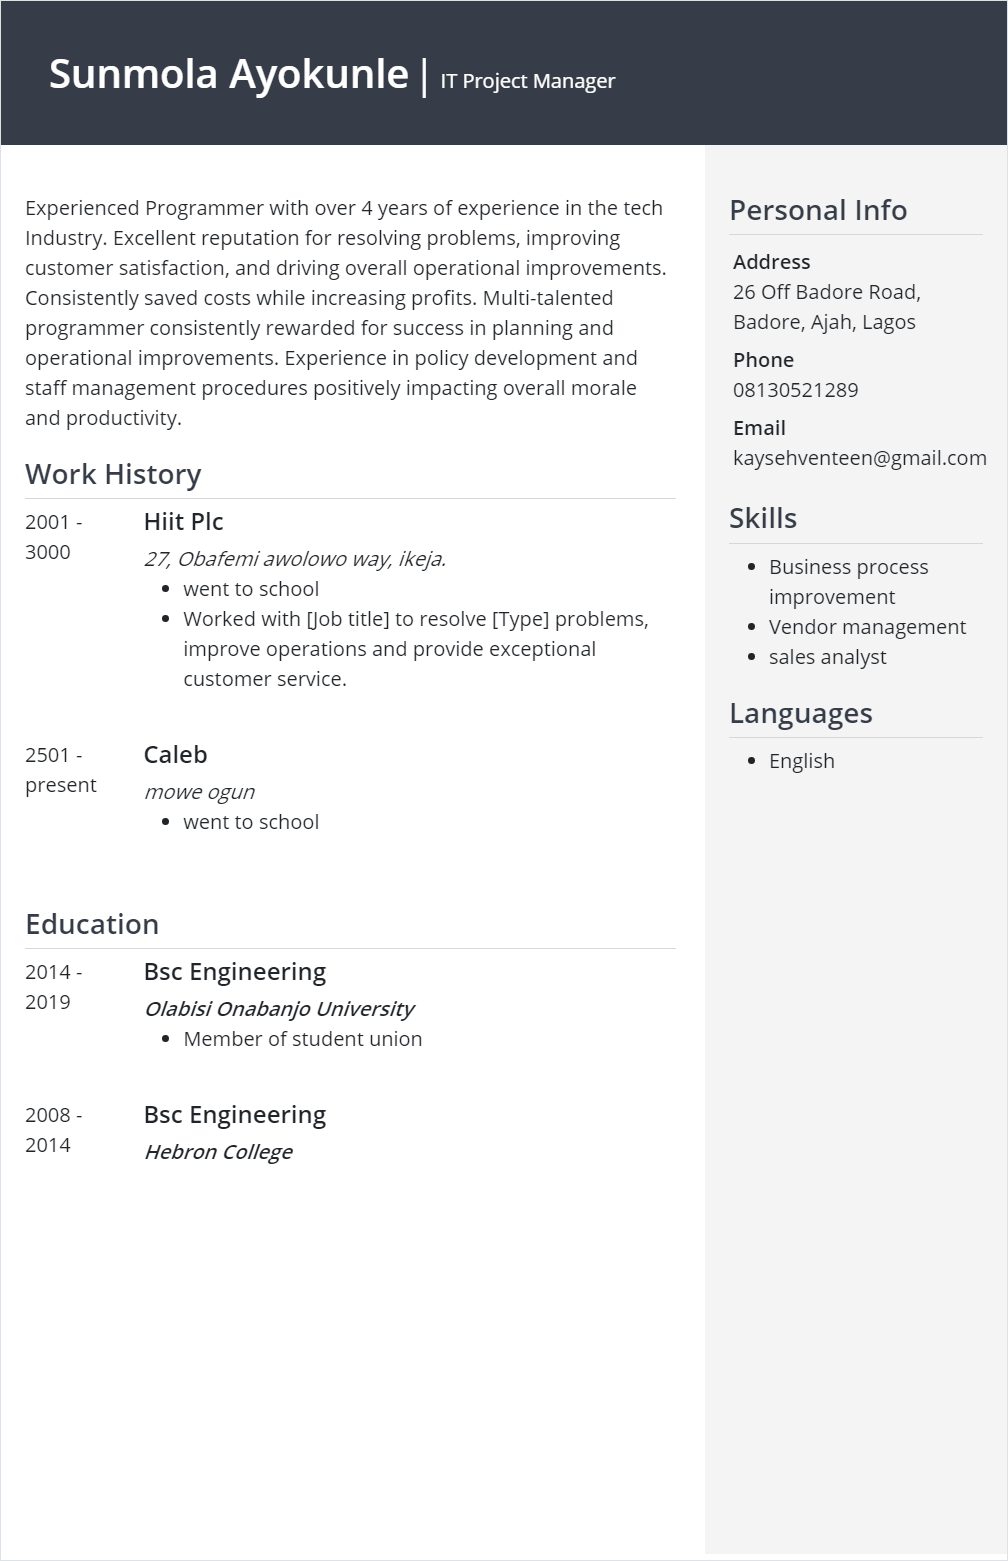 Sunmola Ayokunle | IT Project Manager
Experienced Programmer with over 4 years of experience in the tech
Industry. Excellent reputation for resolving problems, improving
customer satisfaction, and driving overall operational improvements.
Consistently saved costs while increasing profits. Multi-talented
programmer consistently rewarded for success in planning and
operational improvements. Experience in policy development and
staff management procedures positively impacting overall morale
and productivity.
Work History
2001 -
3000
Hiit Plc
27, Obafemi awolowo way, ikeja.
• went to school
• Worked with [Job title] to resolve [Type] problems,
improve operations and provide exceptional
customer service.
2501 -
present
Caleb
mowe ogun
• went to school
Education
2014 -
2019
Bsc Engineering
Olabisi Onabanjo University
• Member of student union
2008 -
2014
Bsc Engineering
Hebron College
Personal Info
Address
26 Off Badore Road,
Badore, Ajah, Lagos
Phone
08130521289
Email
kaysehventeen@gmail.com
Skills
• Business process
improvement
• Vendor management
• sales analyst
Languages
• English